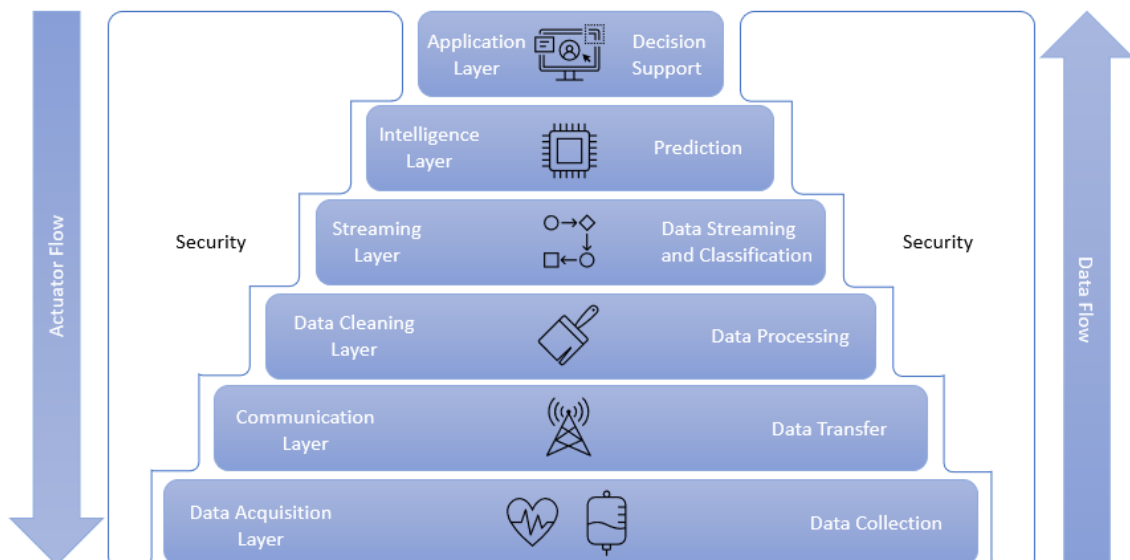 Application
Layer
Decision
Support
Intelligence
Layer
Prediction
Streaming
Layer
Data Streaming
and Classification
Security
Security
Actuator Flow
Data Flow
Data Cleaning
Layer
Data Processing
Communication
Layer
Data Transfer
Data Acquisition
Layer
Data Collection